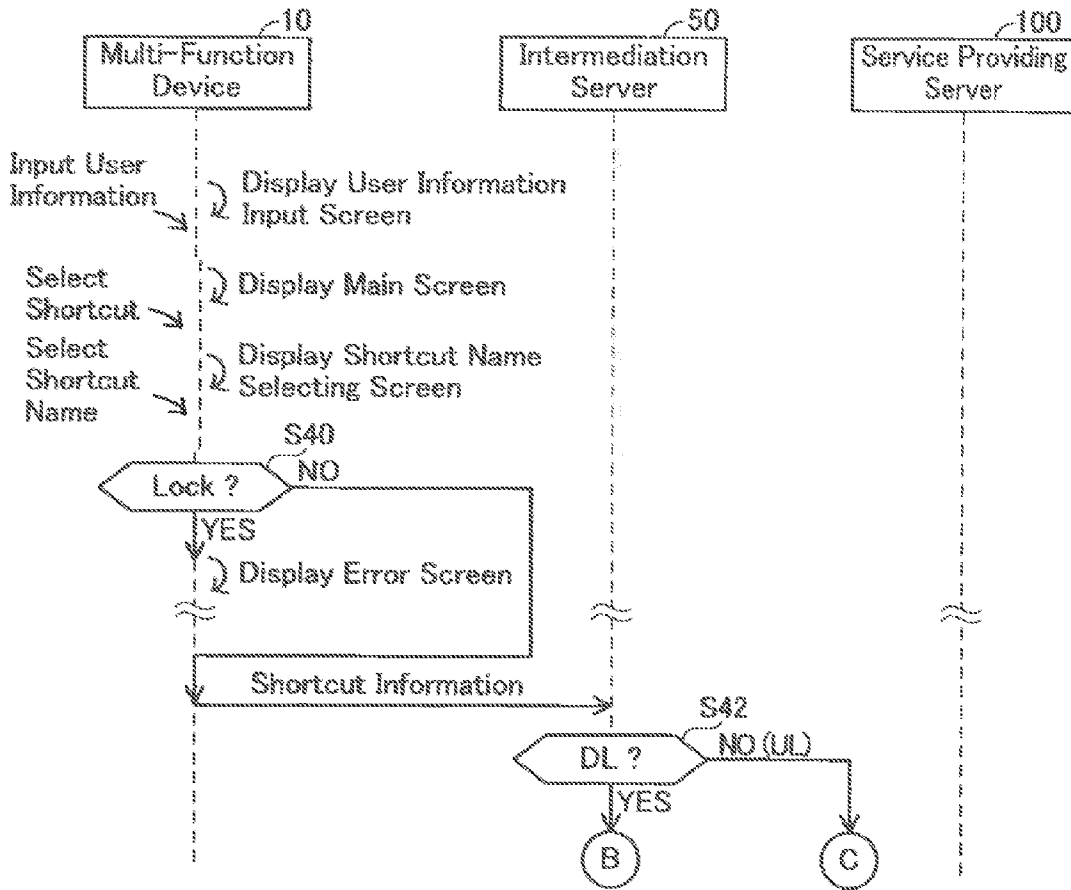 10
50
100
Multi-Function
Device
Intermediation
Server
Service Providing
Server
Input User
Information
Display User Information
Input Screen
Select
Shortcut
Display Main Screen
Select
Shortcut
Name
Display Shortcut Name
Selecting Screen
S40
Lock ?
NO
YES
Display Error Screen
Shortcut Information
S42
DL ?
NO (UL)
YES
B
C